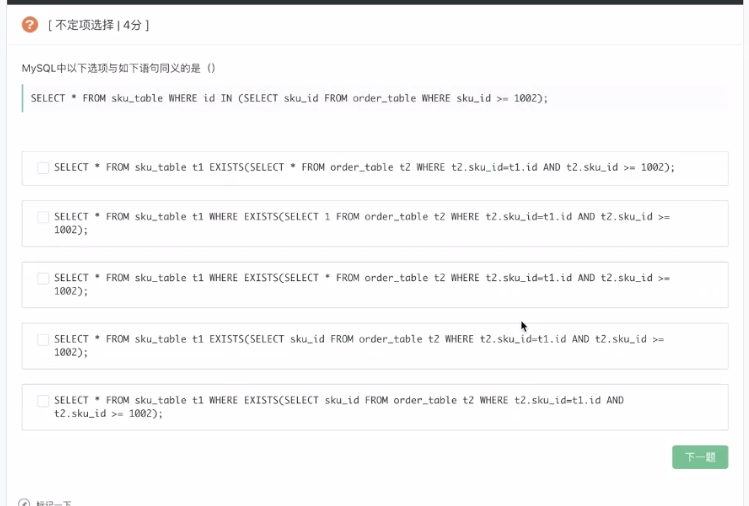 ?
[ 不定项选择 | 4分 ]
MySQL中以下选项与如下语句同义的是（）
SELECT * FROM sku_table WHERE id IN (SELECT sku_id FROM order_table WHERE sku_id >= 1002);
SELECT * FROM sku_table t1 EXISTS(SELECT * FROM order_table t2 WHERE t2.sku_id=t1.id AND t2.sku_id >= 1002);
SELECT * FROM sku_table t1 WHERE EXISTS(SELECT 1 FROM order_table t2 WHERE t2.sku_id=t1.id AND t2.sku_id >=
1002);
SELECT * FROM sku_table t1 WHERE EXISTS(SELECT * FROM order_table t2 WHERE t2.sku_id=t1.id AND t2.sku_id >=
1002);
SELECT * FROM sku_table t1 EXISTS(SELECT sku_id FROM order_table t2 WHERE t2.sku_id=t1.id AND t2.sku_id >=
1002);
SELECT * FROM sku_table t1 WHERE EXISTS(SELECT sku_id FROM order_table t2 WHERE t2.sku_id=t1.id AND
t2.sku_id >= 1002);
下一题
标记一下